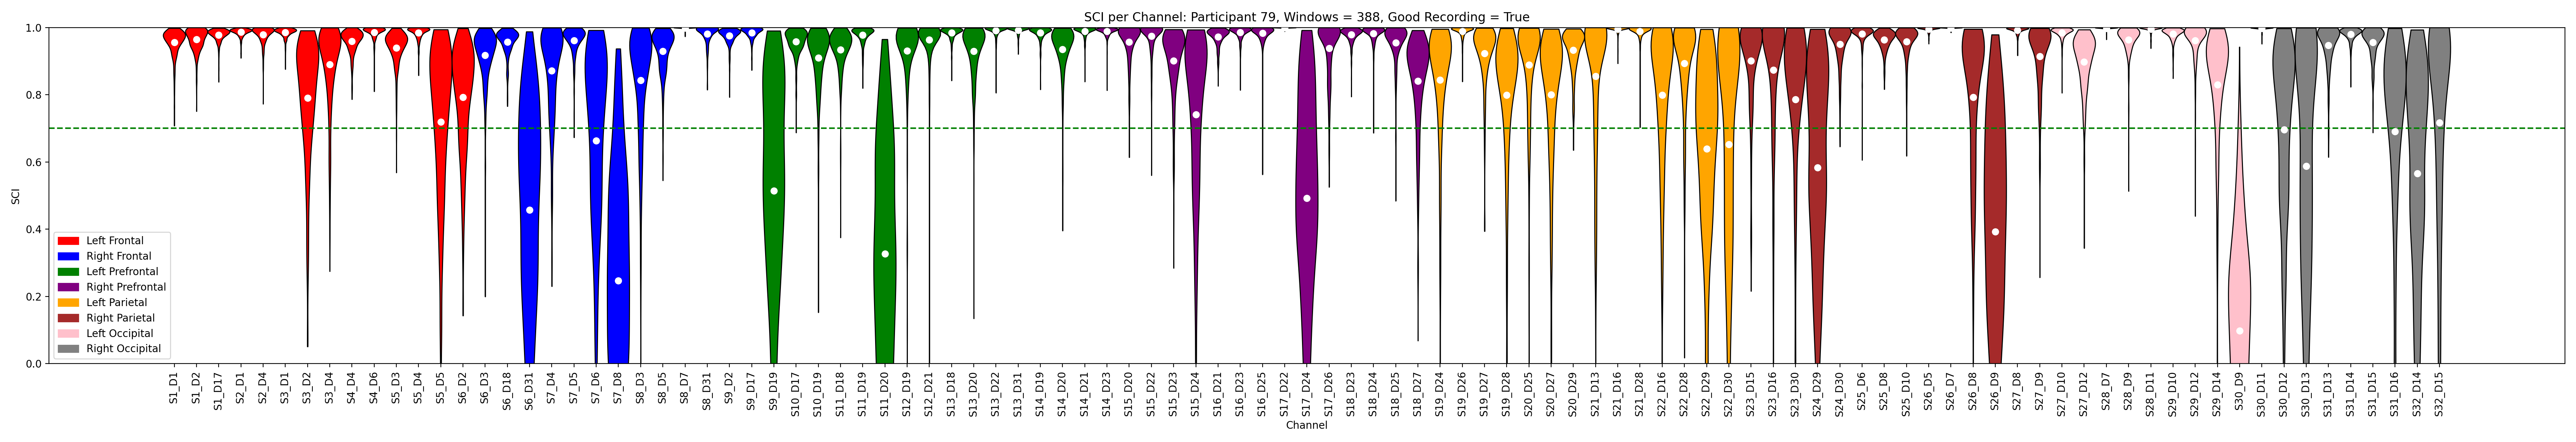 SCI per Channel: Participant 79, Windows = 388, Good Recording = True
1.0
0.8
0.6
0.4
0.2
0.0
SCI
Left Frontal
Right Frontal
Left Prefrontal
Right Prefrontal
Left Parietal
Right Parietal
Left Occipital
Right Occipital
S1_D1
S1_D2
S1_D17
S2_D1
S2_D4
S3_D1
S3_D2
S3_D4
S4_D4
S4_D6
S5_D3
S5_D4
S5_D5
S6_D2
S6_D3
S6_D18
S6_D31
S7_D4
S7_D5
S7_D6
S7_D8
S8_D3
S8_D5
S8_D7
S8_D31
S9_D2
S9_D17
S9_D19
S10_D17
S10_D19
S11_D18
S11_D19
S11_D20
S12_D19
S12_D21
S13_D18
S13_D20
S13_D22
S13_D31
S14_D19
S14_D20
S14_D21
S14_D23
S15_D20
S15_D22
S15_D23
S15_D24
S16_D21
S16_D23
S16_D25
S17_D22
S17_D24
S17_D26
S18_D23
S18_D24
S18_D25
S18_D27
S19_D24
S19_D26
S19_D27
S19_D28
S20_D25
S20_D27
S20_D29
S21_D13
S21_D16
S21_D28
S22_D16
S22_D28
S22_D29
S22_D30
S23_D15
S23_D16
S23_D30
S24_D29
S24_D30
S25_D6
S25_D8
S25_D10
S26_D5
S26_D7
S26_D8
S26_D9
S27_D8
S27_D9
S27_D10
S27_D12
S28_D7
S28_D9
S28_D11
S29_D10
S29_D12
S29_D14
S30_D9
S30_D11
S30_D12
S30_D13
S31_D13
S31_D14
S31_D15
S31_D16
S32_D14
S32_D15
Channel